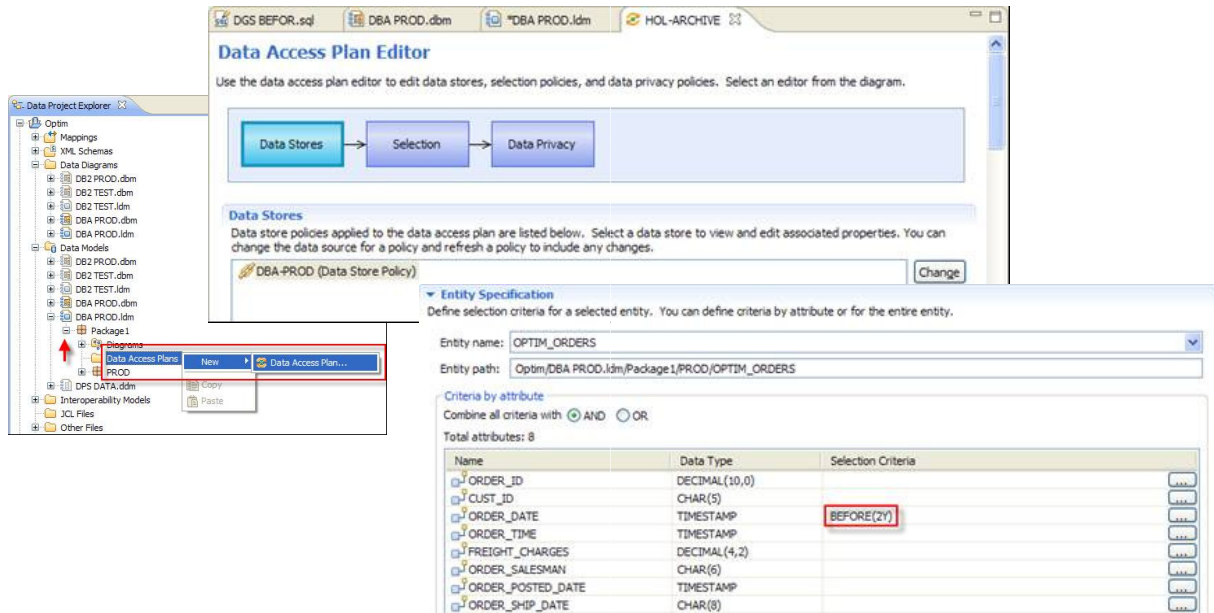 DGS BEFOR.sql DBA PROD.dbm *DBA PROD.ldm HOL-ARCHIVE
Data Access Plan Editor
Use the data access plan editor to edit data stores, selection policies, and data privacy policies. Select an editor from the diagram.
Data Stores Selection Data Privacy
Data Stores
Data store policies applied to the data access plan are listed below. Select a data store to view and edit associated properties. You can
change the data source for a policy and refresh a policy to include any changes.
DBA-PROD (Data Store Policy)
Change
Data Project Explorer
Optim
Mappings
XML Schemas
Data Diagrams
DB2 PROD.dbm
DB2 TEST.dbm
DB2 TEST.ldm
DBA PROD.dbm
DBA PROD.ldm
Data Models
DB2 PROD.dbm
DB2 TEST.dbm
DB2 TEST.ldm
DBA PROD.dbm
DBA PROD.ldm
Package1
Diagrams
Data Access Plans
PROD
DPS DATA.ddm
Interoperability Models
JCL Files
Other Files
New
Data Access Plan...
Copy
Paste
Entity Specification
Define selection criteria for a selected entity. You can define criteria by attribute or for the entire entity.
Entity name: OPTIM_ORDERS
Entity path: Optim/DBA PROD.ldm/Package1/PROD/OPTIM_ORDERS
Criteria by attribute
Combine all criteria with AND OR
Total attributes: 8
Name Data Type Selection Criteria
ORDER_ID DECIMAL(10,0) ...
CUST_ID CHAR(5) ...
ORDER_DATE TIMESTAMP BEFORE(2Y) ...
ORDER_TIME TIMESTAMP ...
FREIGHT_CHARGES DECIMAL(4,2) ...
ORDER_SALESMAN CHAR(6) ...
ORDER_POSTED_DATE TIMESTAMP ...
ORDER_SHIP_DATE CHAR(8) ...